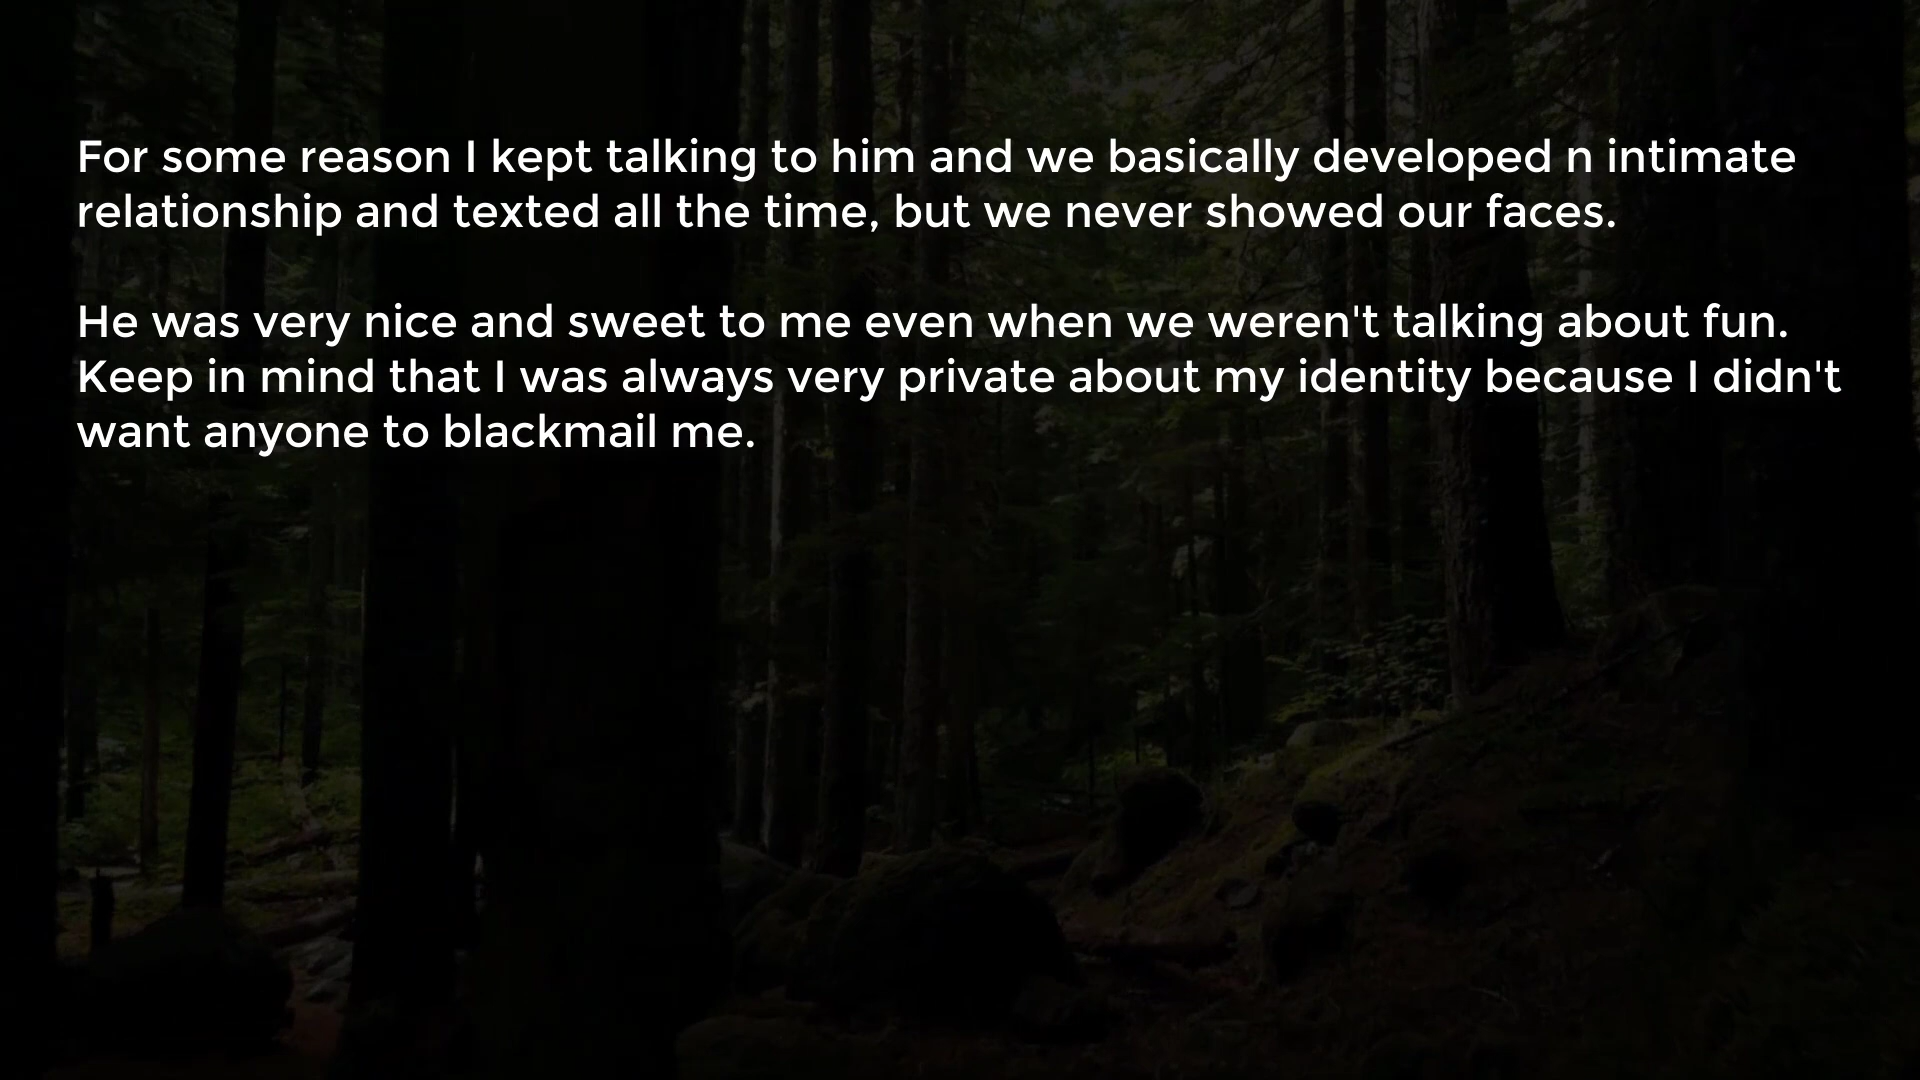 For some reason I kept talking to him and we basically developed n intimate
relationship and texted all the time, but we never showed our faces.
He was very nice and sweet to me even when we weren't talking about fun.
Keep in mind that I was always very private about my identity because I didn't
want anyone to blackmail me.